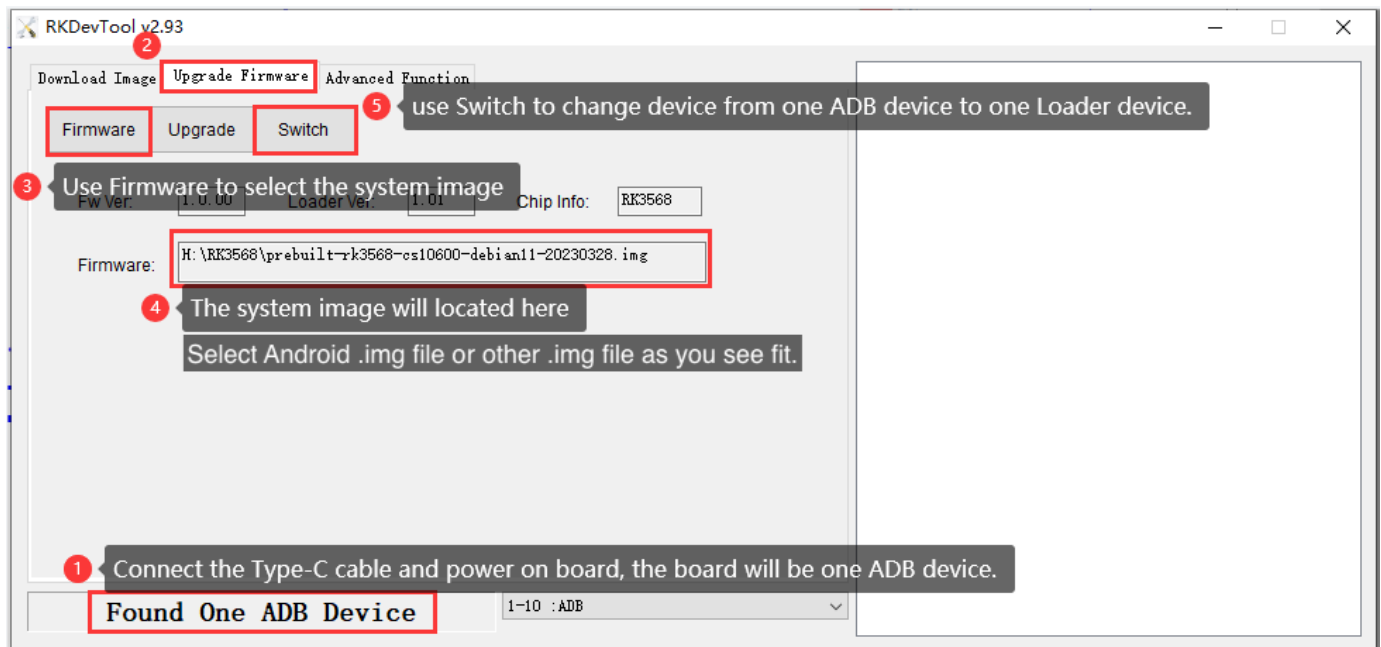 RKDevTool v2.93
2
Download Image Upgrade Firmware Advanced Function
5 use Switch to change device from one ADB device to one Loader device.
Firmware Upgrade Switch
3 Use Firmware to select the system image
Fw Ver: 1.0.00 Loader Ver: 1.01 Chip Info: RK3568
Firmware: H:\RK3568\prebuilt-rk3568-cs10600-debian11-20230328.img
4 The system image will located here
Select Android .img file or other .img file as you see fit.
1 Connect the Type-C cable and power on board, the board will be one ADB device.
Found One ADB Device 1-10 :ADB